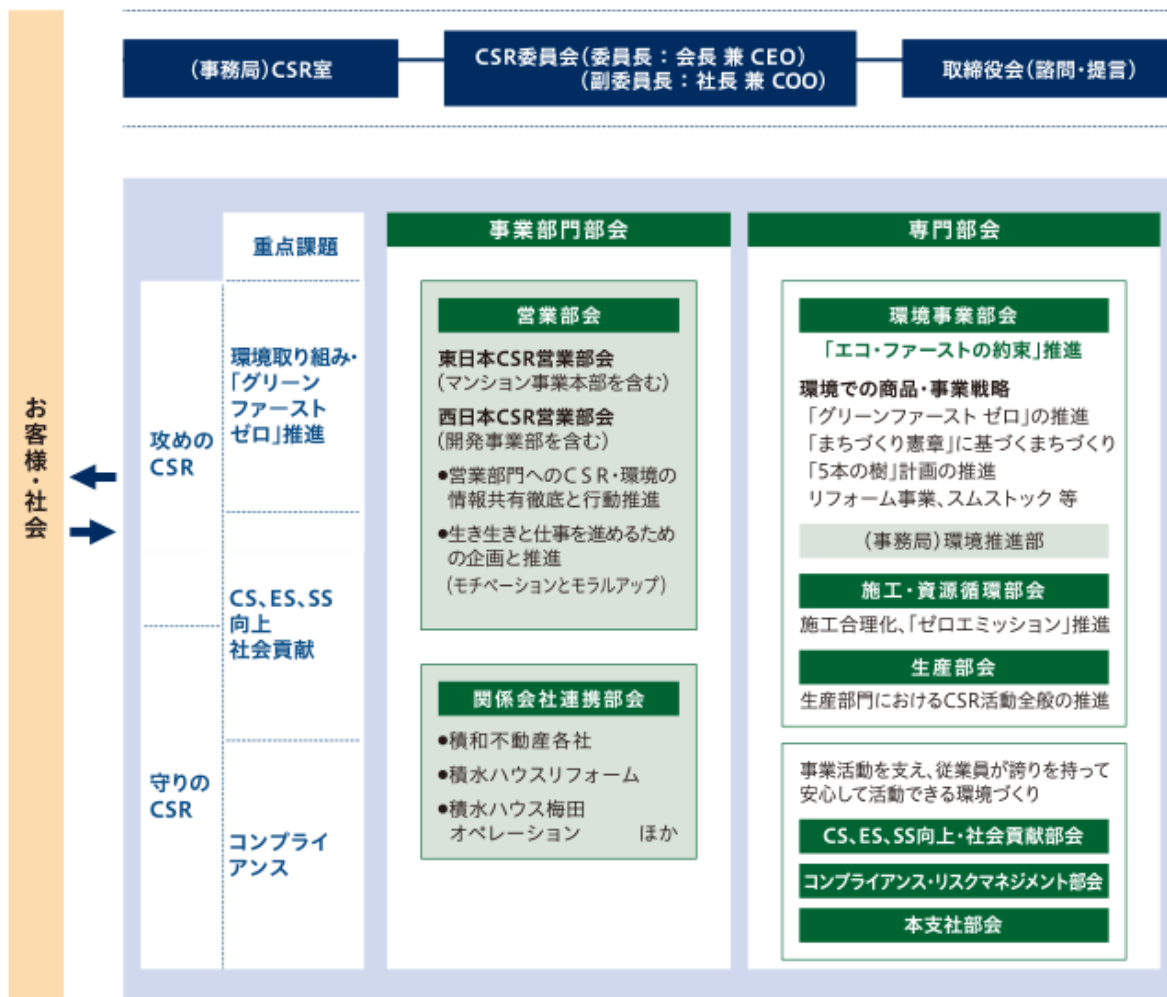 お客様・社会
(事務局)CSR室
CSR委員会(委員長：会長 兼 CEO)
(副委員長：社長 兼 COO)
取締役会(諮問・提言)
重点課題
攻めの
CSR
守りの
CSR
環境取り組み・
「グリーン
ファースト
ゼロ」推進
CS、ES、SS
向上
社会貢献
コンプライ
アンス
事業部門部会
営業部会
東日本CSR営業部会
(マンション事業本部を含む)
西日本CSR営業部会
(開発事業部を含む)
●営業部門へのCSR・環境の
情報共有徹底と行動推進
●生き生きと仕事を進めるため
の企画と推進
(モチベーションとモラルアップ)
関係会社連携部会
●積和不動産各社
●積水ハウスリフォーム
●積水ハウス梅田
オペレーション ほか
専門部会
環境事業部会
「エコ・ファーストの約束」推進
環境での商品・事業戦略
「グリーンファースト ゼロ」の推進
「まちづくり憲章」に基づくまちづくり
「5本の樹」計画の推進
リフォーム事業、スムストック 等
(事務局)環境推進部
施工・資源循環部会
施工合理化、「ゼロエミッション」推進
生産部会
生産部門におけるCSR活動全般の推進
事業活動を支え、従業員が誇りを持って
安心して活動できる環境づくり
CS、ES、SS向上・社会貢献部会
コンプライアンス・リスクマネジメント部会
本支社部会